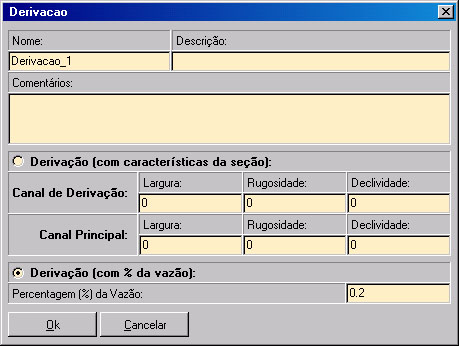 Derivacao
Nome: Descrição:
Derivacao_1
Comentários:
Derivação (com características da seção):
Largura: Rugosidade: Declividade:
Canal de Derivação: 0 0 0
Largura: Rugosidade: Declividade:
Canal Principal: 0 0 0
Derivação (com % da vazão):
Percentagem (%) da Vazão: 0.2
Ok Cancelar